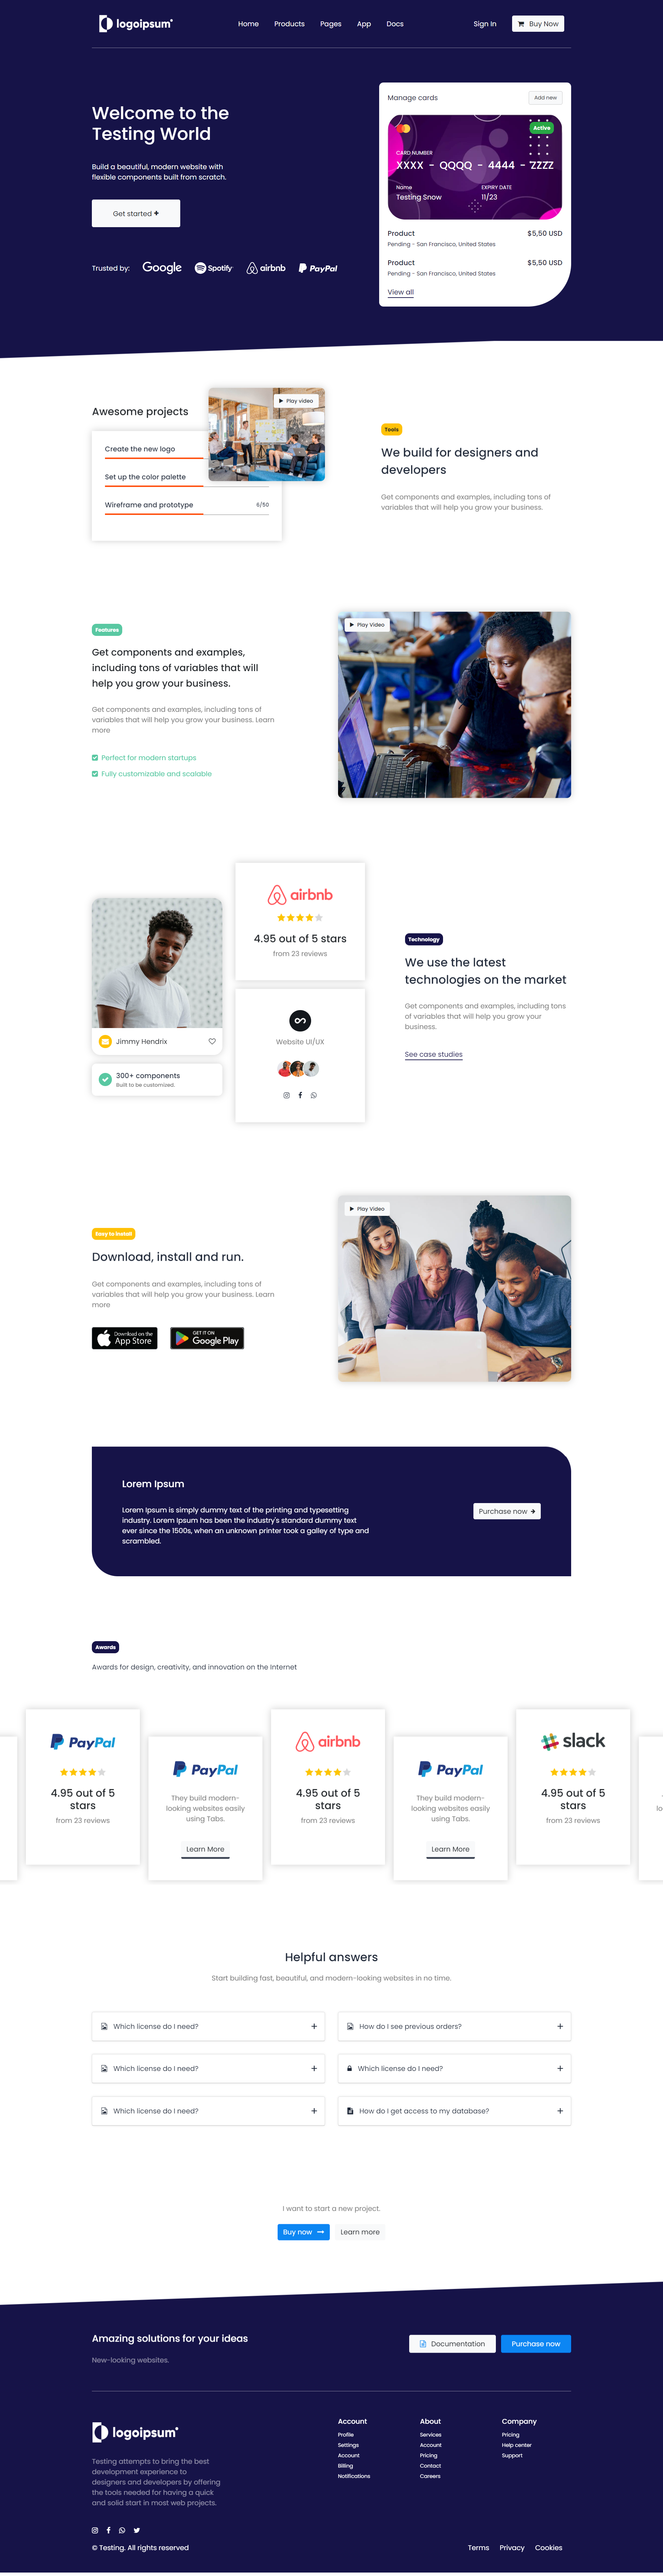 logoipsum
Home Products Pages App Docs Sign In Buy Now
Welcome to the
Testing World
Build a beautiful, modern website with
flexible components built from scratch.
Get started
Trusted by: Google Spotify airbnb PayPal
Manage cards Add new
Active
CARD NUMBER
XXXX - QQQQ - 4444 - ZZZZ
Name EXPIRY DATE
Testing Snow 11/23
Product $5,50 USD
Pending - San Francisco, United States
Product $5,50 USD
Pending - San Francisco, United States
View all
Awesome projects
Play video
Create the new logo
Set up the color palette
Wireframe and prototype 6/50
Tools
We build for designers and
developers
Get components and examples, including tons of
variables that will help you grow your business.
Features
Get components and examples,
including tons of variables that will
help you grow your business.
Get components and examples, including tons of
variables that will help you grow your business. Learn
more
Perfect for modern startups
Fully customizable and scalable
Play Video
Jimmy Hendrix
300+ components
Built to be customized.
airbnb
4.95 out of 5 stars
from 23 reviews
Website UI/UX
Technology
We use the latest
technologies on the market
Get components and examples, including tons
of variables that will help you grow your
business.
See case studies
Easy to install
Download, install and run.
Get components and examples, including tons of
variables that will help you grow your business. Learn
more
Download on the
App Store
GET IT ON
Google Play
Play Video
Lorem Ipsum
Lorem Ipsum is simply dummy text of the printing and typesetting
industry. Lorem Ipsum has been the industry's standard dummy text
ever since the 1500s, when an unknown printer took a galley of type and
scrambled.
Purchase now
Awards
Awards for design, creativity, and innovation on the Internet
PayPal
4.95 out of 5
stars
from 23 reviews
PayPal
They build modern-
looking websites easily
using Tabs.
Learn More
airbnb
4.95 out of 5
stars
from 23 reviews
PayPal
They build modern-
looking websites easily
using Tabs.
Learn More
slack
4.95 out of 5
stars
from 23 reviews
lo
Helpful answers
Start building fast, beautiful, and modern-looking websites in no time.
Which license do I need? +
How do I see previous orders? +
Which license do I need? +
Which license do I need? +
Which license do I need? +
How do I get access to my database? +
I want to start a new project.
Buy now Learn more
Amazing solutions for your ideas
New-looking websites.
Documentation Purchase now
logoipsum
Testing attempts to bring the best
development experience to
designers and developers by offering
the tools needed for having a quick
and solid start in most web projects.
Account
Profile
Settings
Account
Billing
Notifications
About
Services
Account
Pricing
Contact
Careers
Company
Pricing
Help center
Support
© Testing. All rights reserved
Terms Privacy Cookies